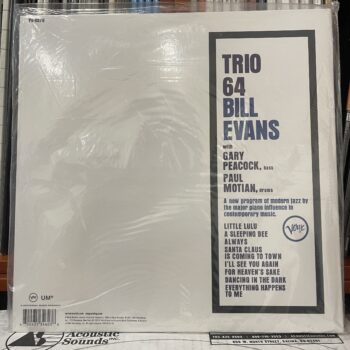 TRIO
64
BILL
EVANS
with
GARY
PEACOCK, bass
PAUL
MOTIAN, drums
A new program of modern jazz by
the major piano influence in
contemporary music.
LITTLE LULU
A SLEEPING BEE
ALWAYS
SANTA CLAUS
IS COMING TO TOWN
I'LL SEE YOU AGAIN
FOR HEAVEN'S SAKE
DANCING IN THE DARK
EVERYTHING HAPPENS
TO ME
Verve
UMe
Acoustic
Sounds